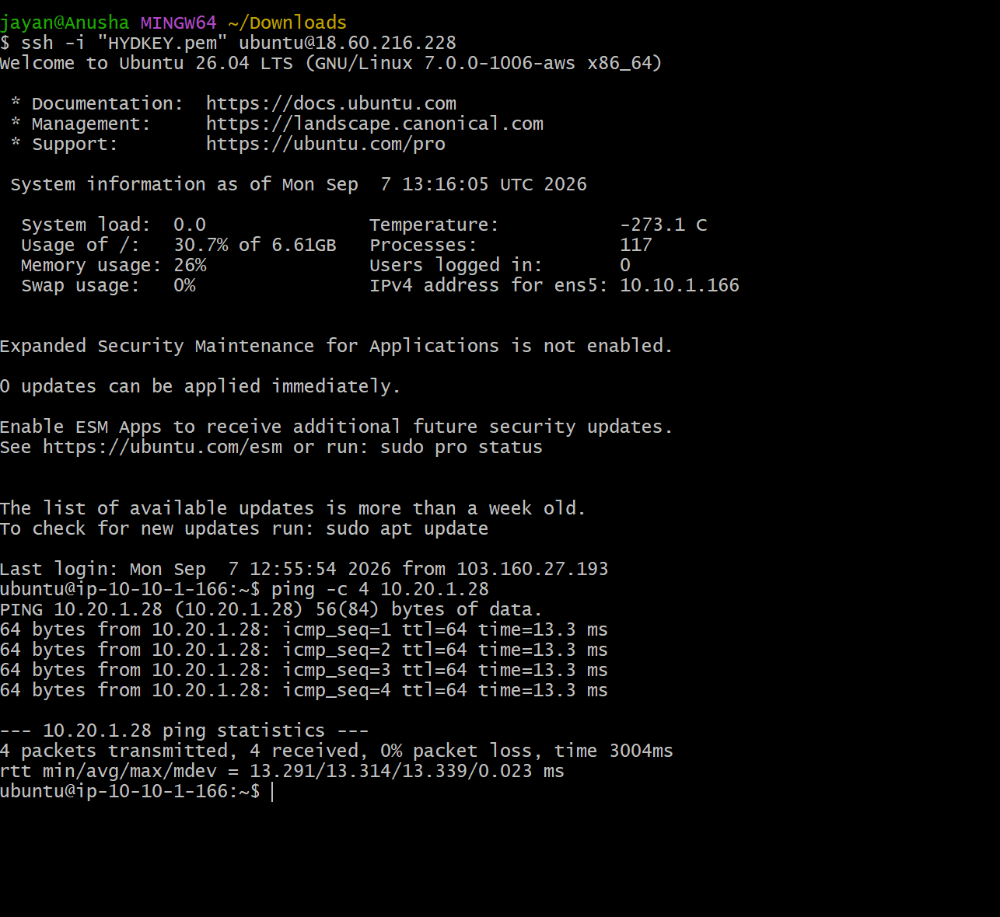 jayan@Anusha MINGW64 ~/Downloads
$ ssh -i "HYDKEY.pem" ubuntu@18.60.216.228
Welcome to Ubuntu 26.04 LTS (GNU/Linux 7.0.0-1006-aws x86_64)
 * Documentation:  https://docs.ubuntu.com
 * Management:     https://landscape.canonical.com
 * Support:        https://ubuntu.com/pro
 System information as of Mon Sep  7 13:16:05 UTC 2026
  System load:  0.0               Temperature:           -273.1 C
  Usage of /:   30.7% of 6.61GB   Processes:             117
  Memory usage: 26%               Users logged in:       0
  Swap usage:   0%                IPv4 address for ens5: 10.10.1.166
Expanded Security Maintenance for Applications is not enabled.
0 updates can be applied immediately.
Enable ESM Apps to receive additional future security updates.
See https://ubuntu.com/esm or run: sudo pro status
The list of available updates is more than a week old.
To check for new updates run: sudo apt update
Last login: Mon Sep  7 12:55:54 2026 from 103.160.27.193
ubuntu@ip-10-10-1-166:~$ ping -c 4 10.20.1.28
PING 10.20.1.28 (10.20.1.28) 56(84) bytes of data.
64 bytes from 10.20.1.28: icmp_seq=1 ttl=64 time=13.3 ms
64 bytes from 10.20.1.28: icmp_seq=2 ttl=64 time=13.3 ms
64 bytes from 10.20.1.28: icmp_seq=3 ttl=64 time=13.3 ms
64 bytes from 10.20.1.28: icmp_seq=4 ttl=64 time=13.3 ms
--- 10.20.1.28 ping statistics ---
4 packets transmitted, 4 received, 0% packet loss, time 3004ms
rtt min/avg/max/mdev = 13.291/13.314/13.339/0.023 ms
ubuntu@ip-10-10-1-166:~$